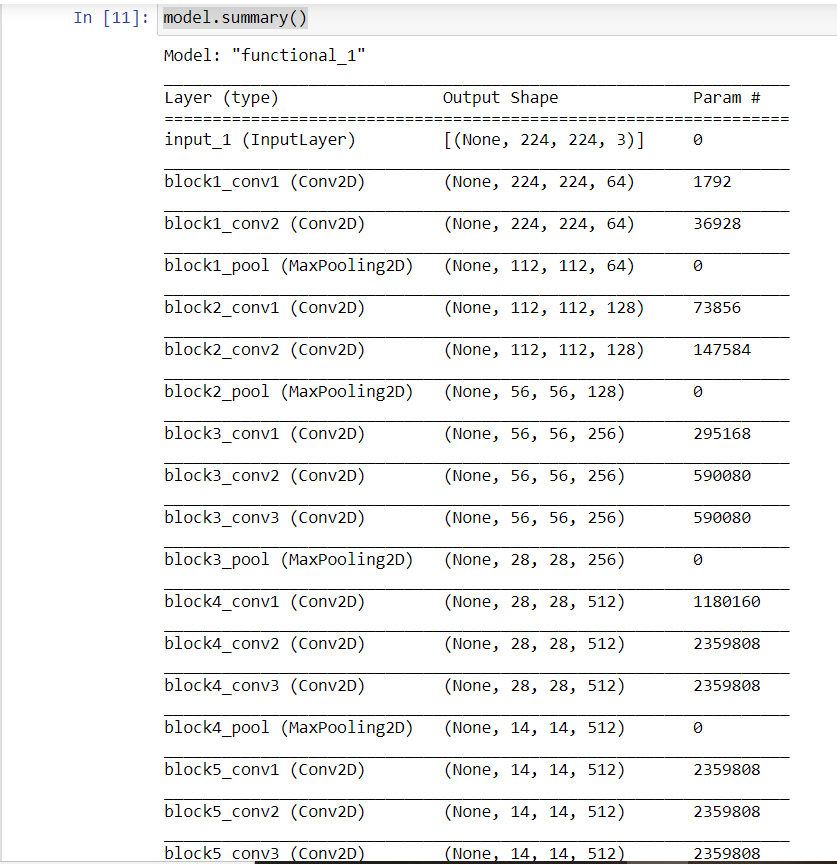 In [11]: model.summary()
Model: "functional_1"
_________________________________________________________________
Layer (type)                 Output Shape              Param #
=================================================================
input_1 (InputLayer)         [(None, 224, 224, 3)]     0
_________________________________________________________________
block1_conv1 (Conv2D)        (None, 224, 224, 64)      1792
_________________________________________________________________
block1_conv2 (Conv2D)        (None, 224, 224, 64)      36928
_________________________________________________________________
block1_pool (MaxPooling2D)   (None, 112, 112, 64)      0
_________________________________________________________________
block2_conv1 (Conv2D)        (None, 112, 112, 128)     73856
_________________________________________________________________
block2_conv2 (Conv2D)        (None, 112, 112, 128)     147584
_________________________________________________________________
block2_pool (MaxPooling2D)   (None, 56, 56, 128)       0
_________________________________________________________________
block3_conv1 (Conv2D)        (None, 56, 56, 256)       295168
_________________________________________________________________
block3_conv2 (Conv2D)        (None, 56, 56, 256)       590080
_________________________________________________________________
block3_conv3 (Conv2D)        (None, 56, 56, 256)       590080
_________________________________________________________________
block3_pool (MaxPooling2D)   (None, 28, 28, 256)       0
_________________________________________________________________
block4_conv1 (Conv2D)        (None, 28, 28, 512)       1180160
_________________________________________________________________
block4_conv2 (Conv2D)        (None, 28, 28, 512)       2359808
_________________________________________________________________
block4_conv3 (Conv2D)        (None, 28, 28, 512)       2359808
_________________________________________________________________
block4_pool (MaxPooling2D)   (None, 14, 14, 512)       0
_________________________________________________________________
block5_conv1 (Conv2D)        (None, 14, 14, 512)       2359808
_________________________________________________________________
block5_conv2 (Conv2D)        (None, 14, 14, 512)       2359808
_________________________________________________________________
block5_conv3 (Conv2D)        (None, 14, 14, 512)       2359808